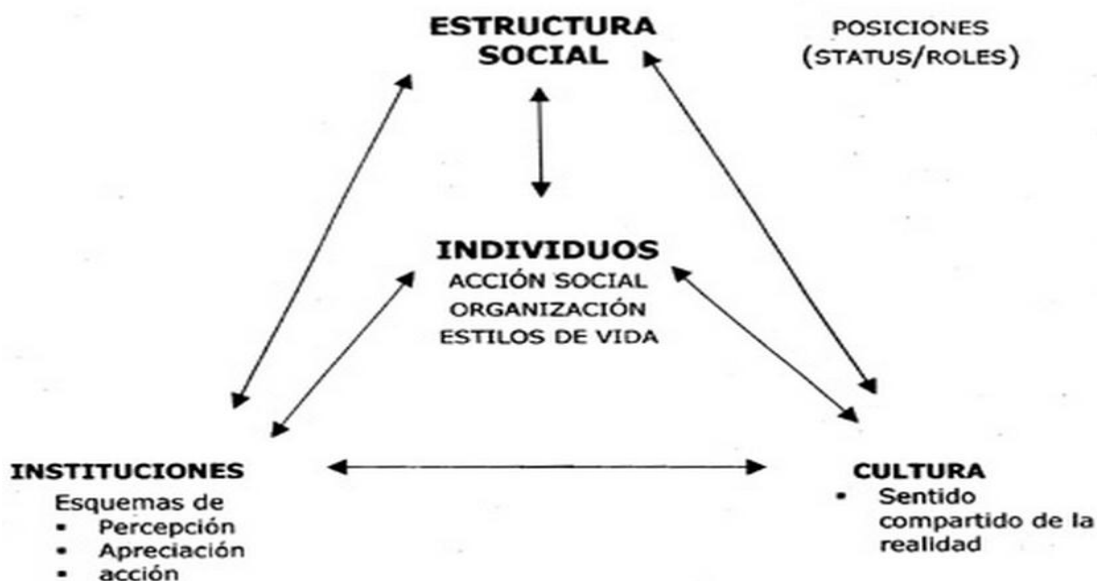 ESTRUCTURA
SOCIAL
POSICIONES
(STATUS/ROLES)
INDIVIDUOS
ACCIÓN SOCIAL
ORGANIZACIÓN
ESTILOS DE VIDA
INSTITUCIONES
Esquemas de
▪ Percepción
▪ Apreciación
▪ acción
CULTURA
▪ Sentido
compartido de la
realidad